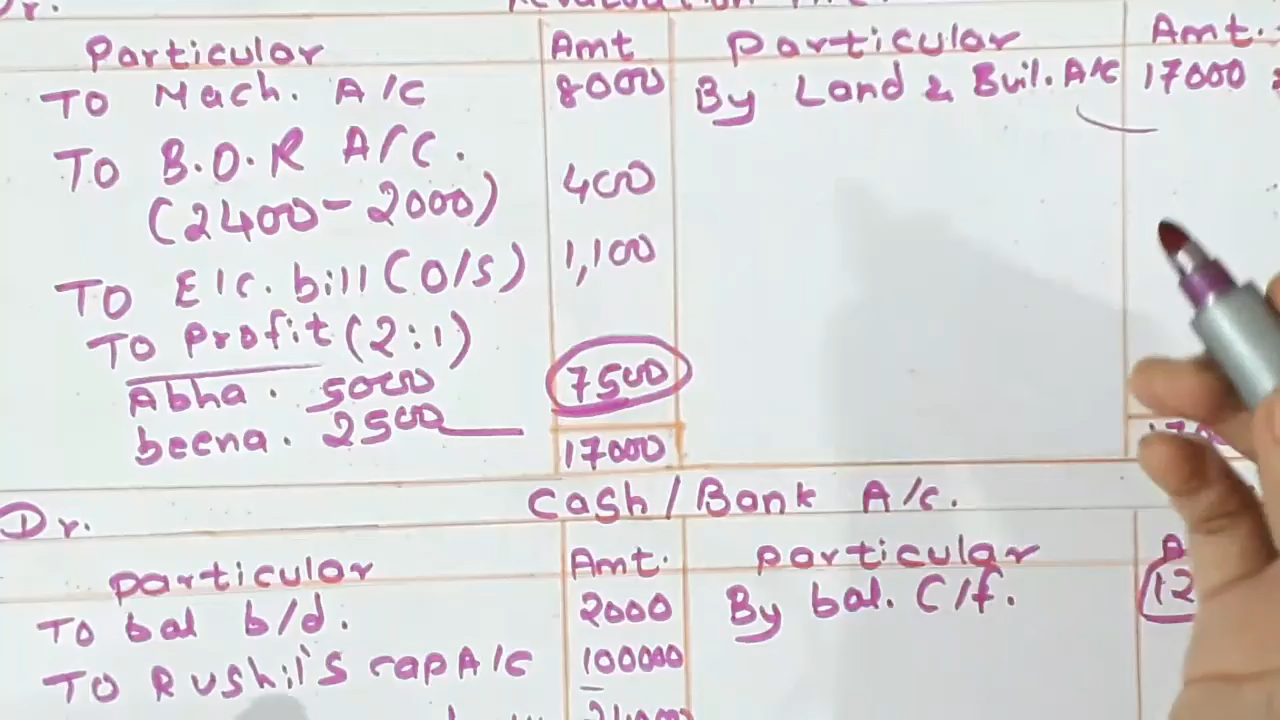 Dr.
Particular Amt Particular Amt.
To Mach. A/C 8000 By Land & Buil. A/c 17000
To B.D.R A/C.
(2400-2000) 400
To Elc. bill (O/S) 1,100
To Profit (2:1)
Abha. 5000 7500
beena. 2500
17000
Dr. Cash/Bank A/c.
particular Amt. particular A
To bal b/d. 2000 By bal. C/f. 12
To Rushil's cap A/C 100000